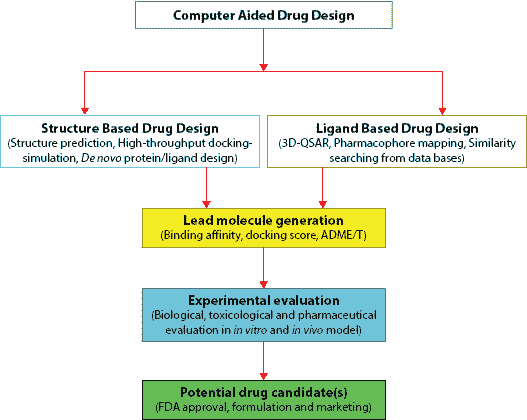 Computer Aided Drug Design
Structure Based Drug Design
(Structure prediction, High-throughput docking-
simulation, De novo protein/ligand design)
Ligand Based Drug Design
(3D-QSAR, Pharmacophore mapping, Similarity
searching from data bases)
Lead molecule generation
(Binding affinity, docking score, ADME/T)
Experimental evaluation
(Biological, toxicological and pharmaceutical
evaluation in in vitro and in vivo model)
Potential drug candidate(s)
(FDA approval, formulation and marketing)